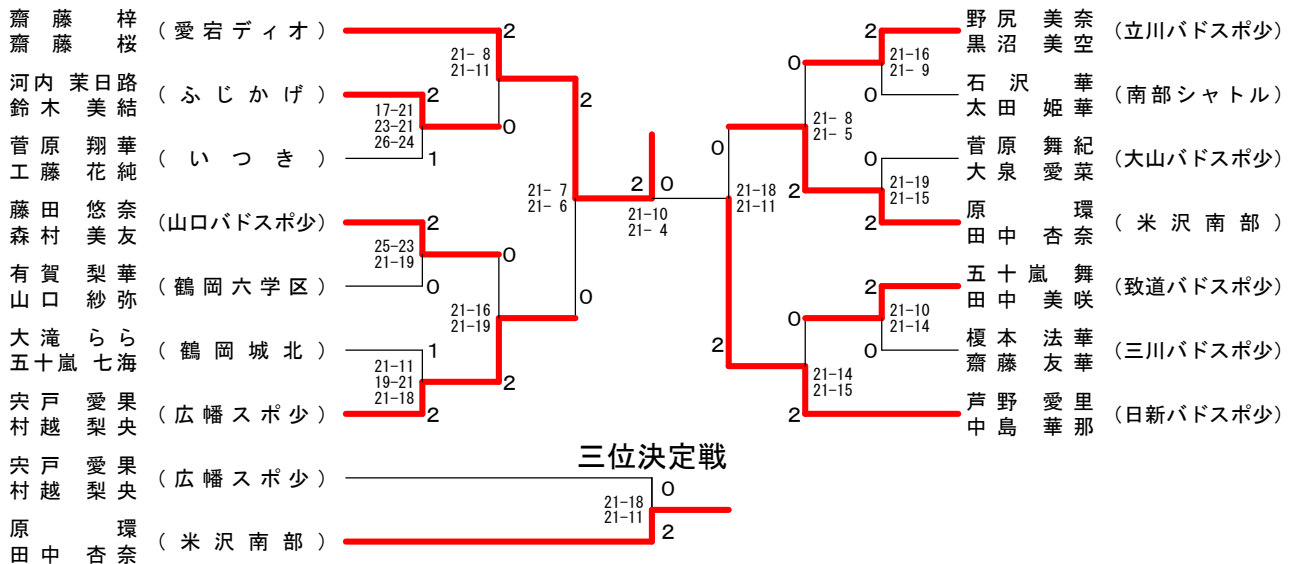 齋藤 梓
齋藤 桜
(愛宕ディオ)
2
21- 8
21-11
河内 茉日路
鈴木 美結
(ふじかげ)
2
17-21
23-21
26-24
0
菅原 翔華
工藤 花純
(いつき)
1
2
21- 7
21- 6
藤田 悠奈
森村 美友
(山口バドスポ少)
2
25-23
21-19
0
有賀 梨華
山口 紗弥
(鶴岡六学区)
0
21-16
21-19
0
大滝 らら
五十嵐 七海
(鶴岡城北)
1
21-11
19-21
21-18
2
宍戸 愛果
村越 梨央
(広幡スポ少)
2
2 0
21-10
21- 4
野尻 美奈
黒沼 美空
(立川バドスポ少)
2
21-16
21- 9
0
石沢 華
太田 姫華
(南部シャトル)
0
21- 8
21- 5
0
菅原 舞紀
大泉 愛菜
(大山バドスポ少)
0
21-19
21-15
2
原 環
田中 杏奈
(米沢南部)
2
21-18
21-11
五十嵐 舞
田中 美咲
(致道バドスポ少)
2
21-10
21-14
0
榎本 法華
齋藤 友華
(三川バドスポ少)
0
2
21-14
21-15
芦野 愛里
中島 華那
(日新バドスポ少)
2
三位決定戦
宍戸 愛果
村越 梨央
(広幡スポ少)
0
21-18
21-11
原 環
田中 杏奈
(米沢南部)
2